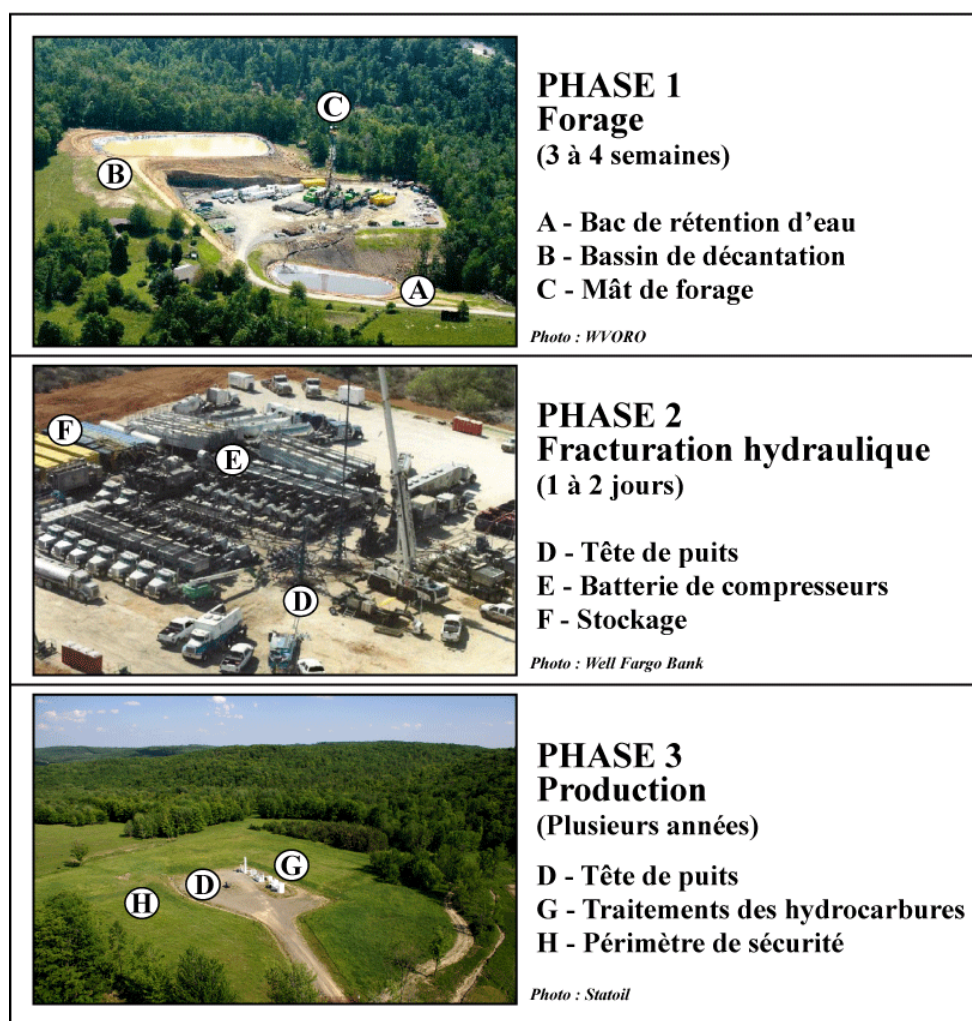 PHASE 1
Forage
(3 à 4 semaines)
A - Bac de rétention d'eau
B - Bassin de décantation
C - Mât de forage
Photo : WVORO
C
B
A
PHASE 2
Fracturation hydraulique
(1 à 2 jours)
D - Tête de puits
E - Batterie de compresseurs
F - Stockage
Photo : Well Fargo Bank
F
E
D
PHASE 3
Production
(Plusieurs années)
D - Tête de puits
G - Traitements des hydrocarbures
H - Périmètre de sécurité
Photo : Statoil
G
D
H